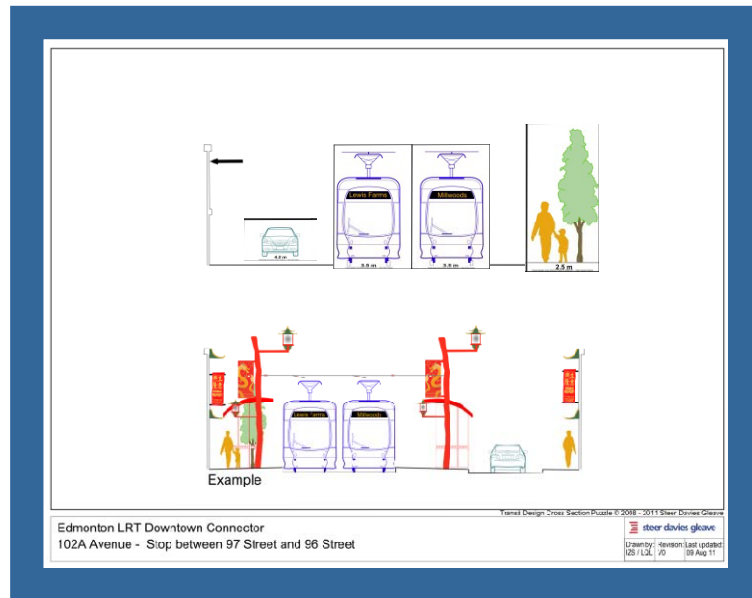 Lewis Farms
Millwoods
3.5 m
3.5 m
2.5 m
Lewis Farms
Millwoods
Example
Transit Design Cross Section Puzzle © 2008 - 2011 Steer Davies Gleave
Edmonton LRT Downtown Connector
102A Avenue - Stop between 97 Street and 96 Street
steer davies gleave
Drawn by: Revision: Last updated:
IZS / LQL V0 09 Aug 11